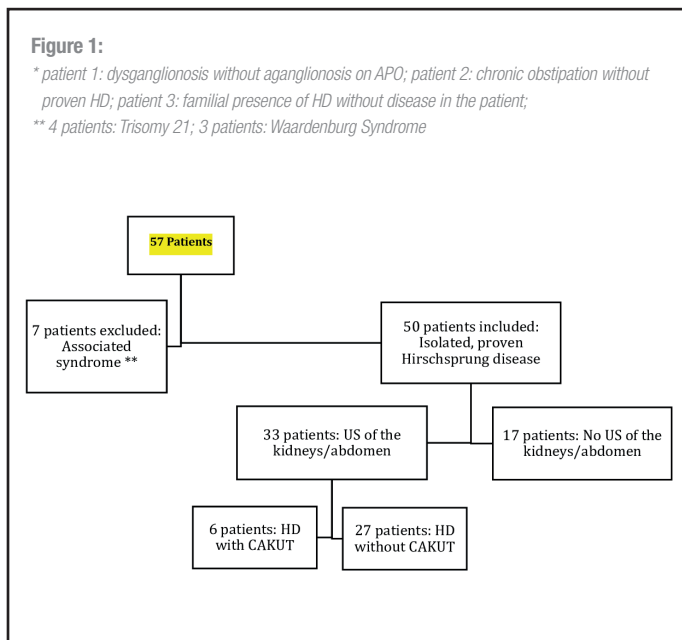 Figure 1:
* patient 1: dysganglionosis without aganglionosis on APO; patient 2: chronic obstipation without
proven HD; patient 3: familial presence of HD without disease in the patient;
** 4 patients: Trisomy 21; 3 patients: Waardenburg Syndrome
57 Patients
7 patients excluded:
Associated
syndrome **
50 patients included:
Isolated, proven
Hirschsprung disease
33 patients: US of the
kidneys/abdomen
17 patients: No US of the
kidneys/abdomen
6 patients: HD
with CAKUT
27 patients: HD
without CAKUT